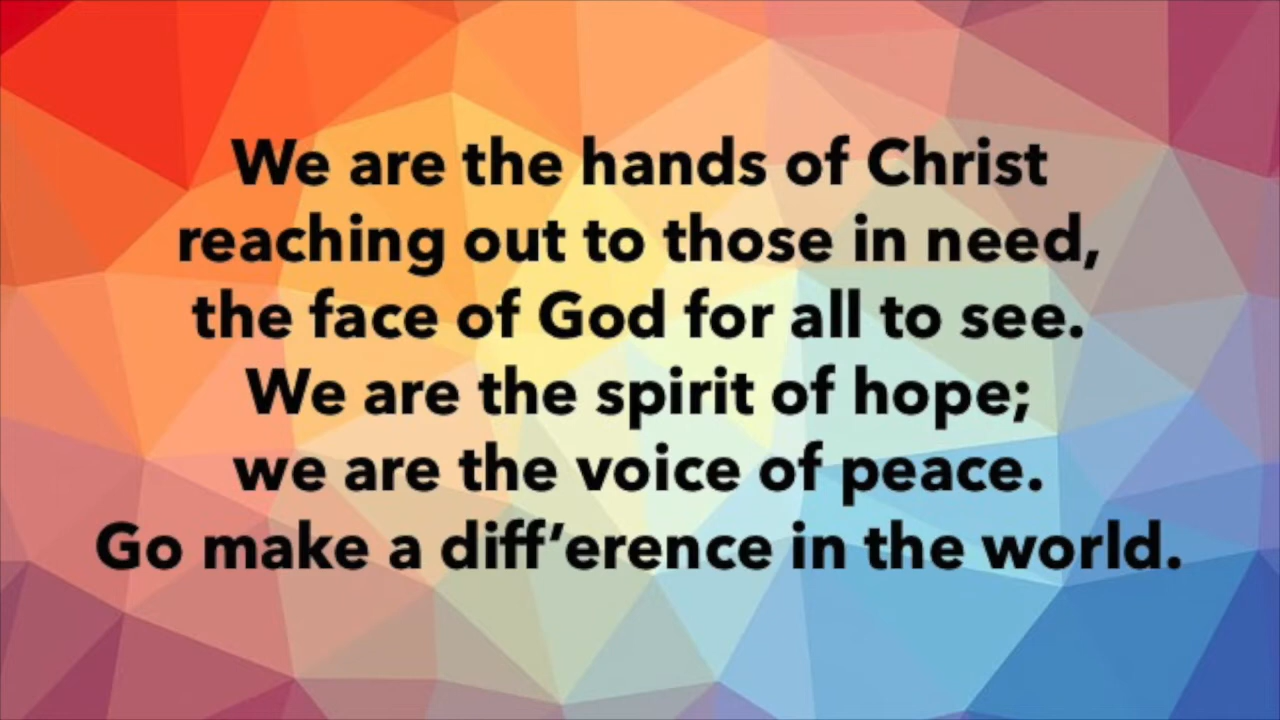 We are the hands of Christ
reaching out to those in need,
the face of God for all to see.
We are the spirit of hope;
we are the voice of peace.
Go make a diff’erence in the world.